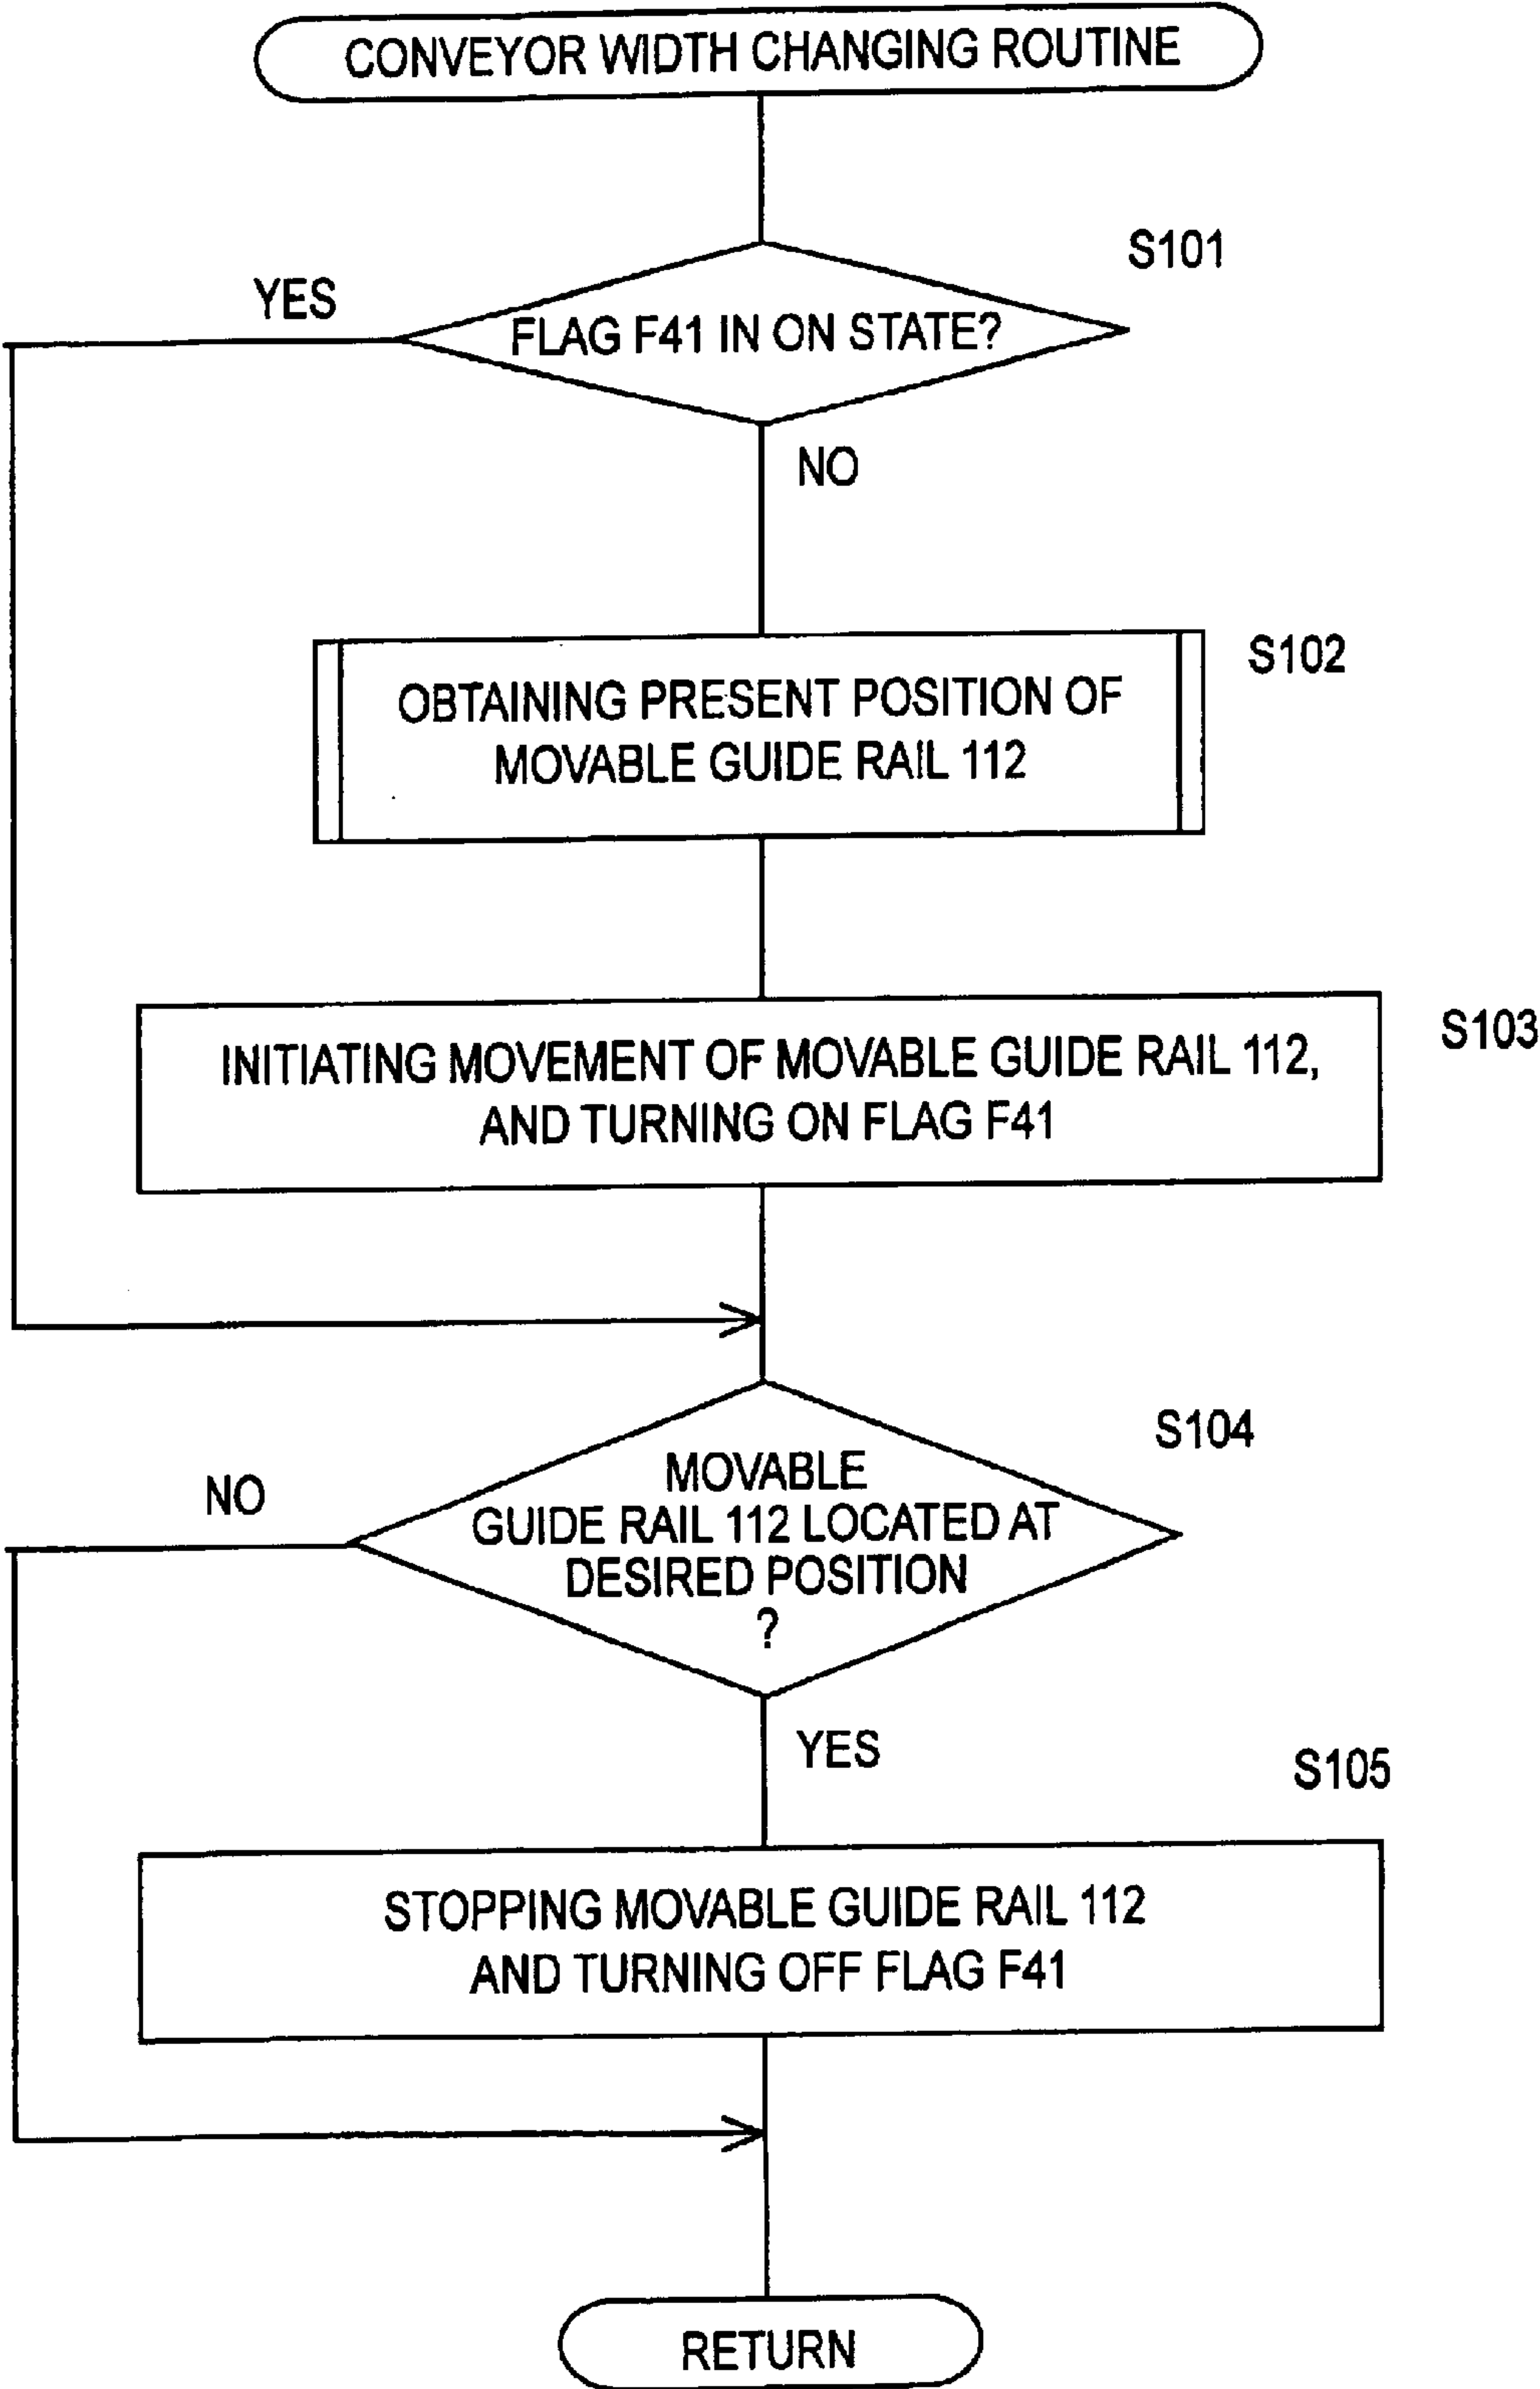 CONVEYOR WIDTH CHANGING ROUTINE
S101
YES
FLAG F41 IN ON STATE?
NO
S102
OBTAINING PRESENT POSITION OF
MOVABLE GUIDE RAIL 112
S103
INITIATING MOVEMENT OF MOVABLE GUIDE RAIL 112,
AND TURNING ON FLAG F41
S104
NO
MOVABLE
GUIDE RAIL 112 LOCATED AT
DESIRED POSITION
?
YES
S105
STOPPING MOVABLE GUIDE RAIL 112
AND TURNING OFF FLAG F41
RETURN